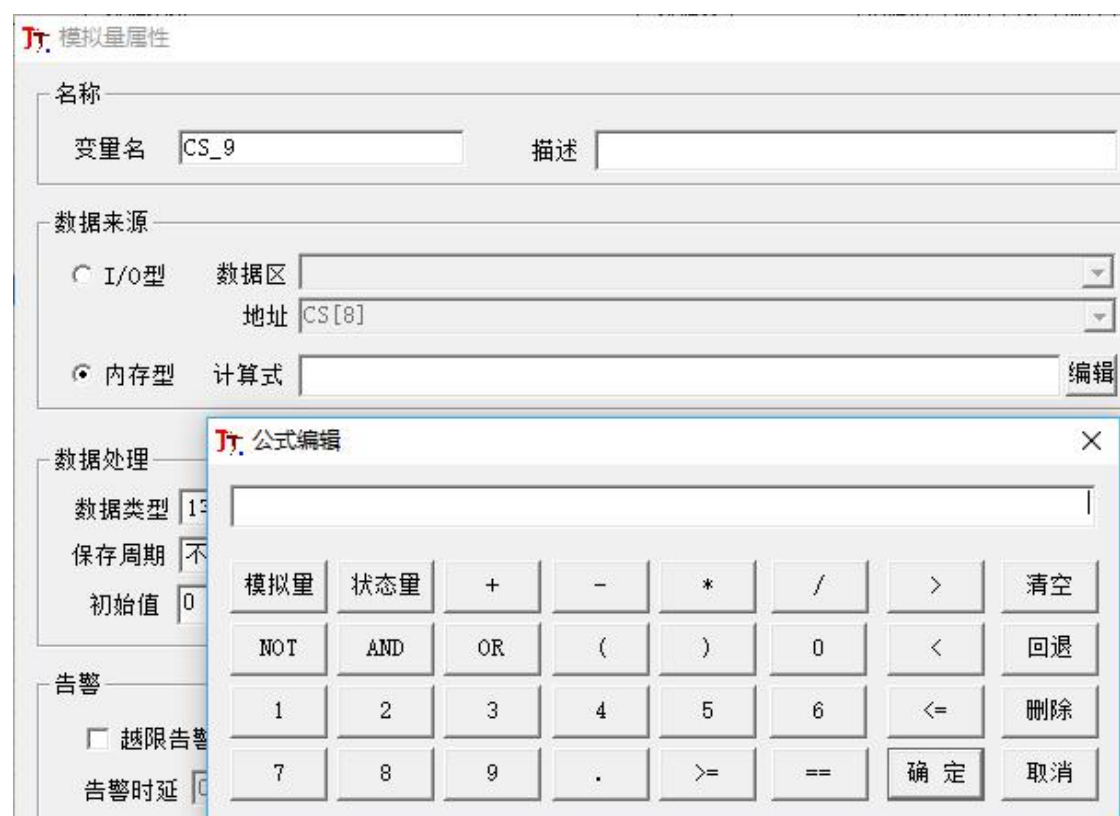 模拟量属性
名称
变量名 CS_9 描述
数据来源
I/O型 数据区
地址 CS[8]
内存型 计算式 编辑
公式编辑
数据处理
数据类型
保存周期 不
初始值 0
模拟量 状态量 + - * / > 清空
NOT AND OR ( ) 0 < 回退
1 2 3 4 5 6 <= 删除
7 8 9 . >= == 确定 取消
告警
越限告警
告警时延